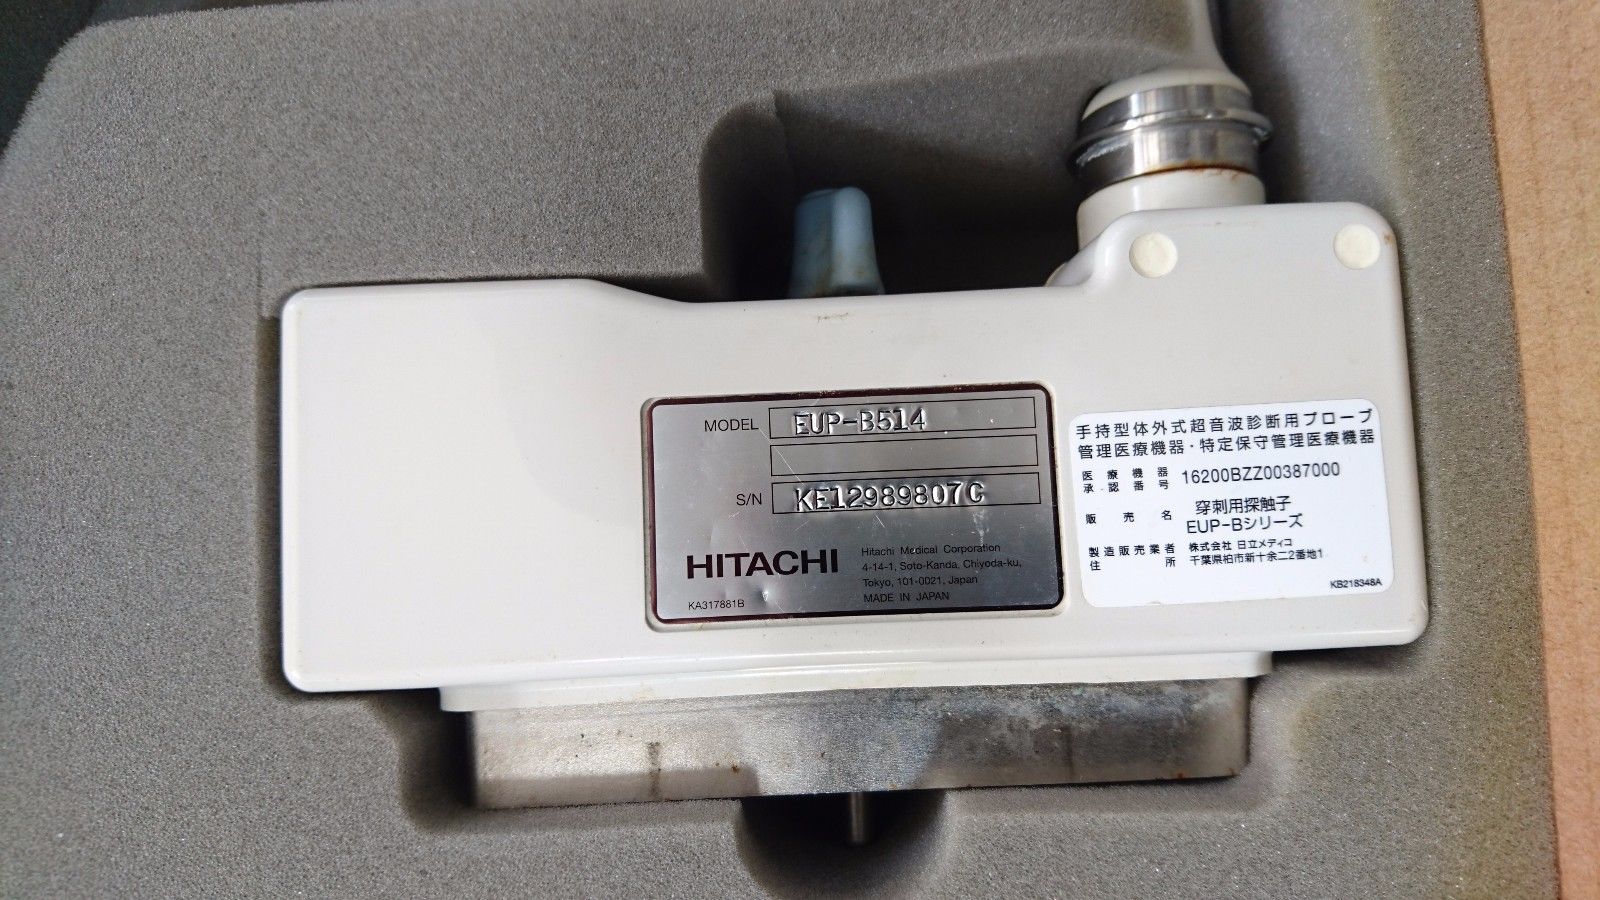 MODEL EUP-B514
S/N KE12989807C
HITACHI
Hitachi Medical Corporation
4-14-1, Soto-Kanda, Chiyoda-ku,
Tokyo, 101-0021, Japan
MADE IN JAPAN
KA317881B
手持型体外式超音波診断用プローブ
管理医療機器・特定保守管理医療機器
医療機器
承認番号 16200BZZ00387000
販売名 穿刺用探触子
EUP-Bシリーズ
製造販売業者 株式会社 日立メディコ
住所 千葉県柏市新十余二2番地1
KB218348A